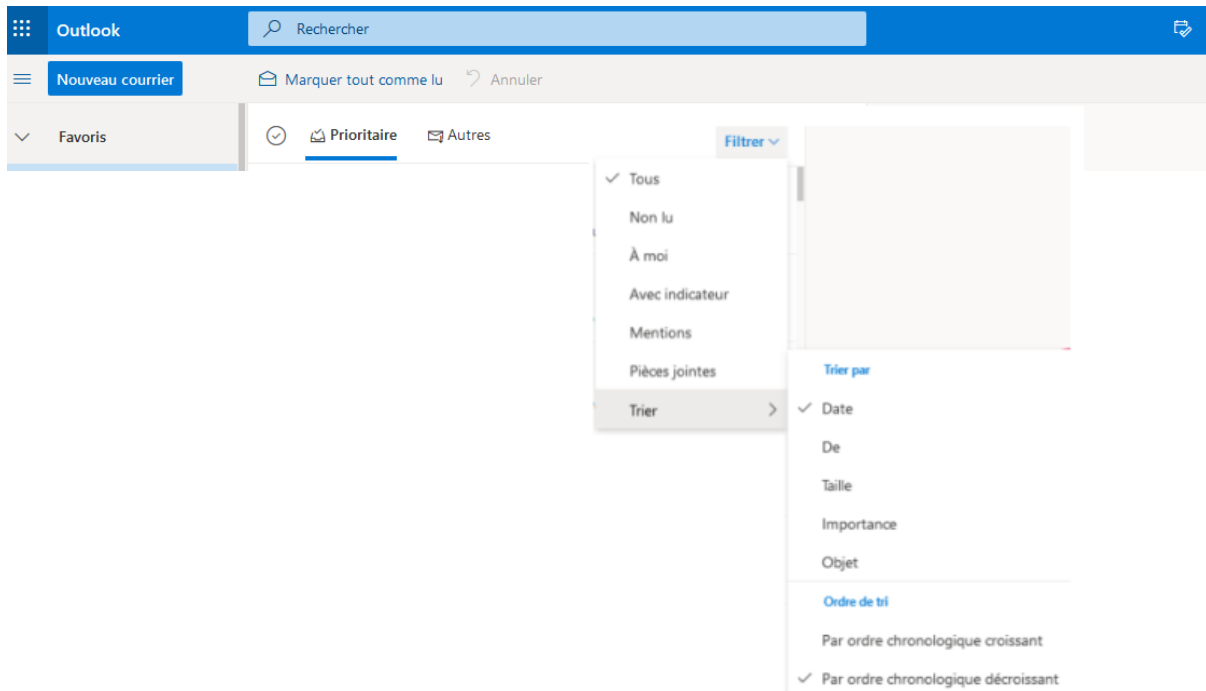 Outlook
Rechercher
Nouveau courrier
Marquer tout comme lu
Annuler
Favoris
Prioritaire
Autres
Filtrer
Tous
Non lu
À moi
Avec indicateur
Mentions
Pièces jointes
Trier
Trier par
Date
De
Taille
Importance
Objet
Ordre de tri
Par ordre chronologique croissant
Par ordre chronologique décroissant